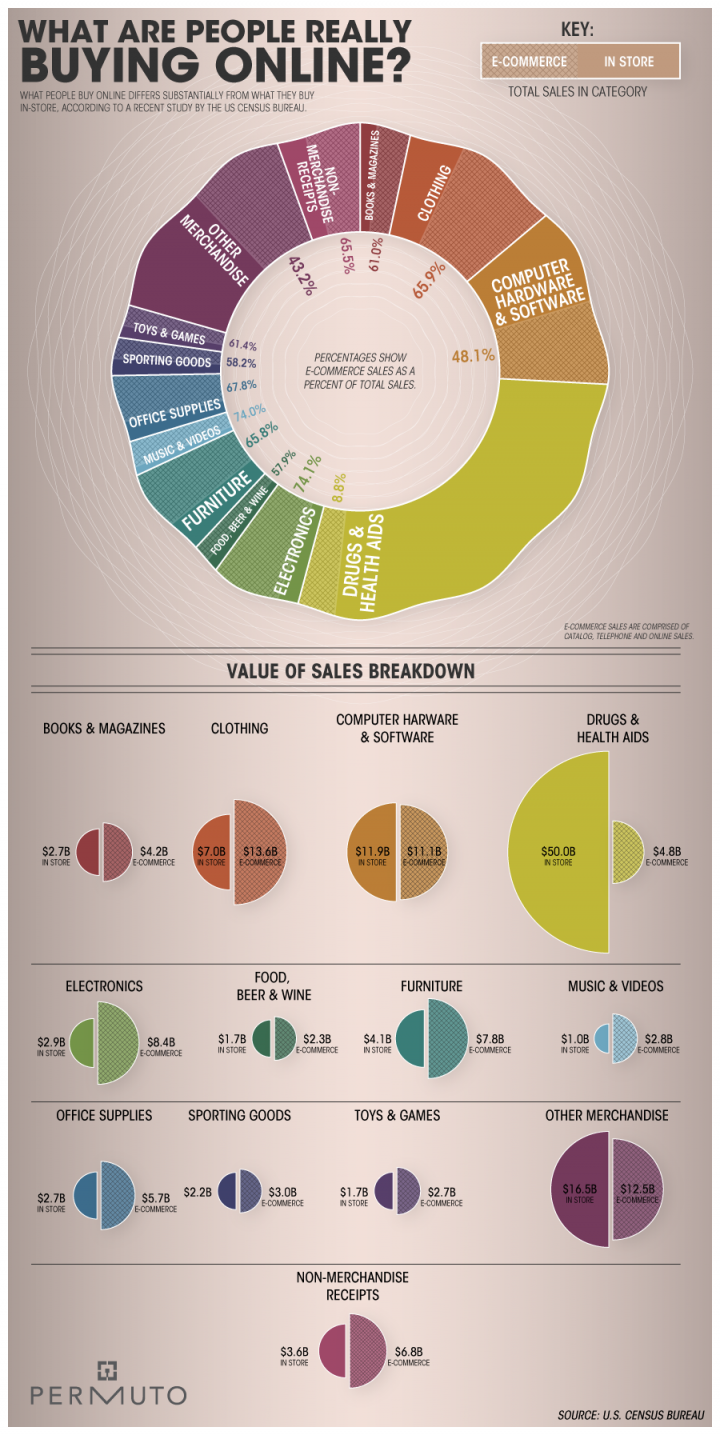 WHAT ARE PEOPLE REALLY
BUYING ONLINE?
WHAT PEOPLE BUY ONLINE DIFFERS SUBSTANTIALLY FROM WHAT THEY BUY
IN-STORE, ACCORDING TO A RECENT STUDY BY THE US CENSUS BUREAU.
KEY:
E-COMMERCE IN STORE
TOTAL SALES IN CATEGORY
BOOKS & MAGAZINES
61.0%
CLOTHING
65.9%
COMPUTER
HARDWARE
& SOFTWARE
48.1%
DRUGS &
HEALTH AIDS
8.8%
ELECTRONICS
74.1%
FOOD, BEER & WINE
57.9%
FURNITURE
65.8%
MUSIC & VIDEOS
74.0%
OFFICE SUPPLIES
67.8%
SPORTING GOODS
58.2%
TOYS & GAMES
61.4%
OTHER
MERCHANDISE
43.2%
NON-
MERCHANDISE
RECEIPTS
65.5%
PERCENTAGES SHOW
E-COMMERCE SALES AS A
PERCENT OF TOTAL SALES.
E-COMMERCE SALES ARE COMPRISED OF
CATALOG, TELEPHONE AND ONLINE SALES.
VALUE OF SALES BREAKDOWN
BOOKS & MAGAZINES
$2.7B
IN STORE
$4.2B
E-COMMERCE
CLOTHING
$7.0B
IN STORE
$13.6B
E-COMMERCE
COMPUTER HARWARE
& SOFTWARE
$11.9B
IN STORE
$11.1B
E-COMMERCE
DRUGS &
HEALTH AIDS
$50.0B
IN STORE
$4.8B
E-COMMERCE
ELECTRONICS
$2.9B
IN STORE
$8.4B
E-COMMERCE
FOOD,
BEER & WINE
$1.7B
IN STORE
$2.3B
E-COMMERCE
FURNITURE
$4.1B
IN STORE
$7.8B
E-COMMERCE
MUSIC & VIDEOS
$1.0B
IN STORE
$2.8B
E-COMMERCE
OFFICE SUPPLIES
$2.7B
IN STORE
$5.7B
E-COMMERCE
SPORTING GOODS
$2.2B
$3.0B
E-COMMERCE
TOYS & GAMES
$1.7B
IN STORE
$2.7B
E-COMMERCE
OTHER MERCHANDISE
$16.5B
IN STORE
$12.5B
E-COMMERCE
NON-MERCHANDISE
RECEIPTS
$3.6B
IN STORE
$6.8B
E-COMMERCE
PERMUTO
SOURCE: U.S. CENSUS BUREAU